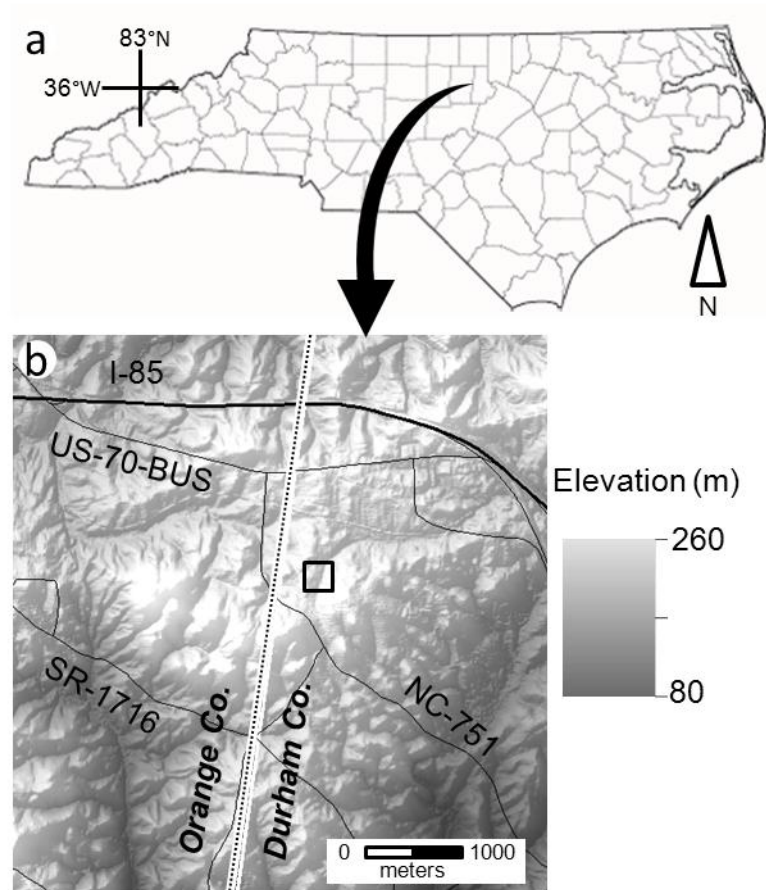 a
83°N
36°W
N
b
I-85
US-70-BUS
Elevation (m)
260
80
SR-1716
Orange Co.
Durham Co.
NC-751
0 1000
meters